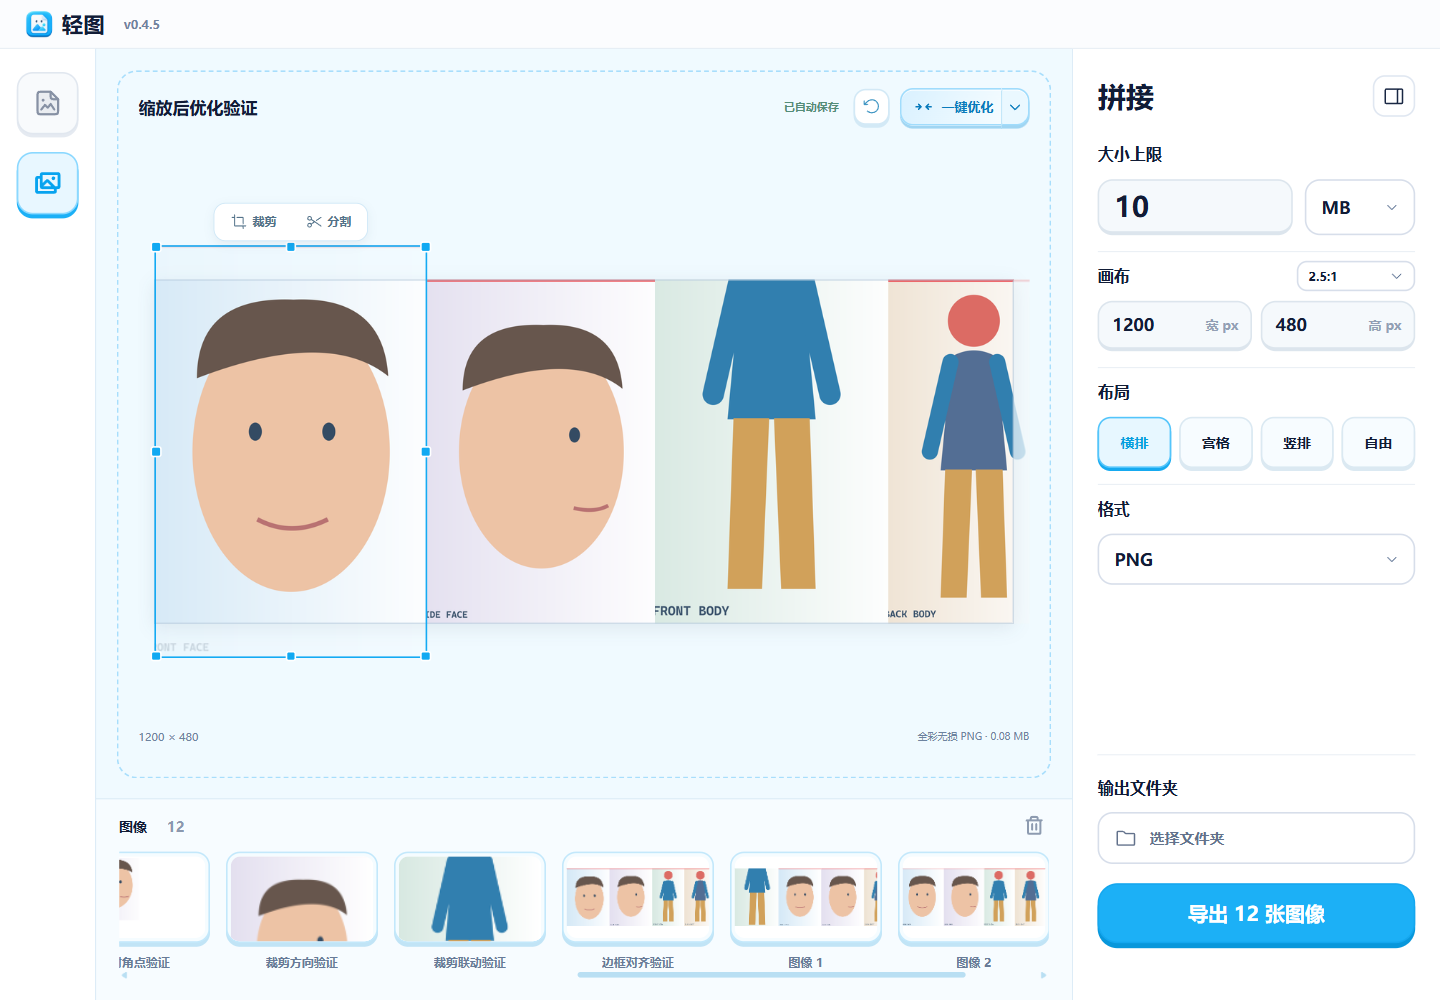 轻图 v0.4.5
缩放后优化验证
已自动保存
一键优化
裁剪 分割
IDE FACE
FRONT BODY
BACK BODY
ONT FACE
1200 × 480
全彩无损 PNG · 0.08 MB
图像 12
角点验证
裁剪方向验证
裁剪联动验证
边框对齐验证
图像 1
图像 2
拼接
大小上限
10 MB
画布 2.5:1
1200 宽 px 480 高 px
布局
横排 宫格 竖排 自由
格式
PNG
输出文件夹
选择文件夹
导出 12 张图像